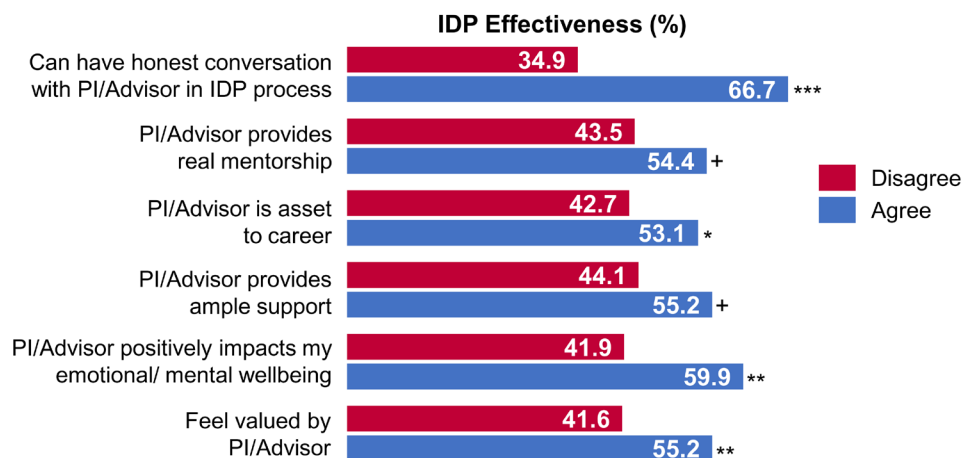 IDP Effectiveness (%)
Can have honest conversation
with PI/Advisor in IDP process
34.9
66.7 ***
PI/Advisor provides
real mentorship
43.5
54.4 +
PI/Advisor is asset
to career
42.7
53.1 *
PI/Advisor provides
ample support
44.1
55.2 +
PI/Advisor positively impacts my
emotional/ mental wellbeing
41.9
59.9 **
Feel valued by
PI/Advisor
41.6
55.2 **
Disagree
Agree